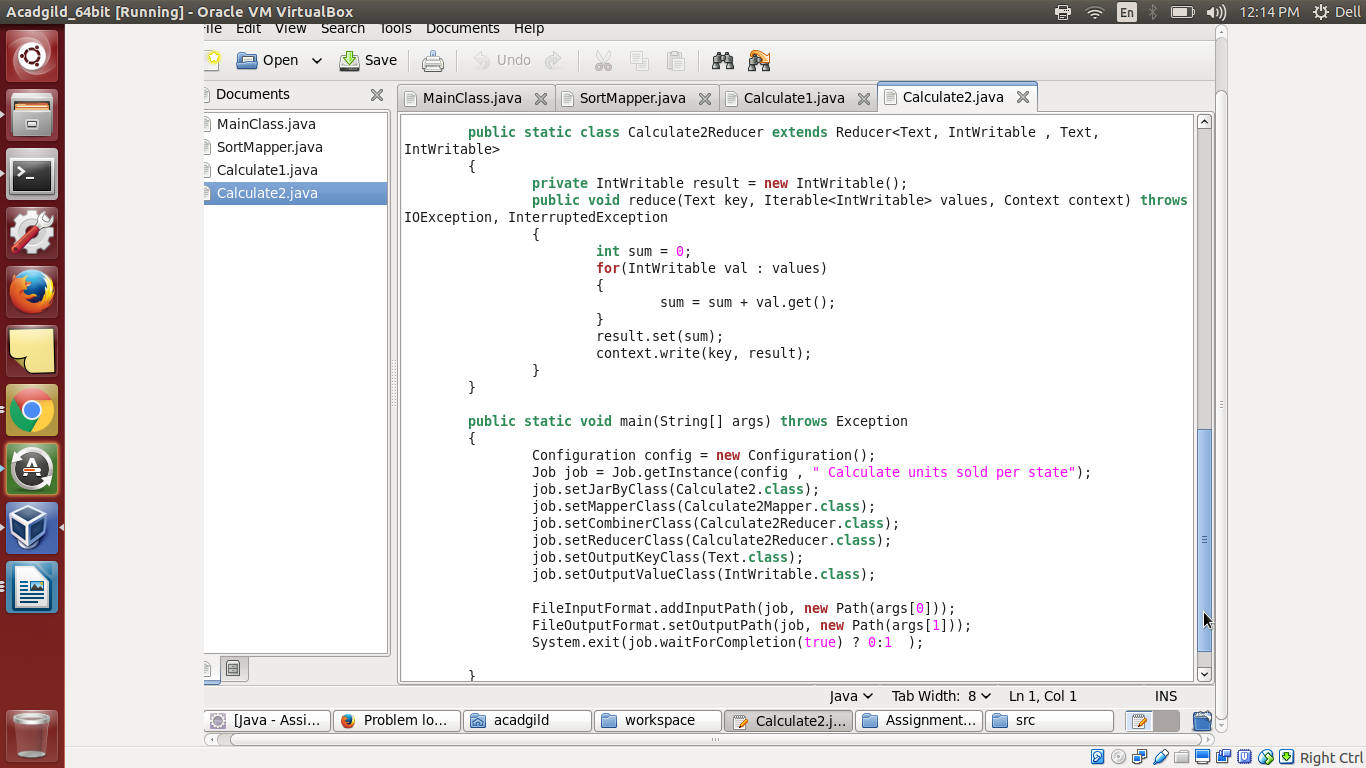 Acadgild_64bit [Running] - Oracle VM VirtualBox
En
12:14 PM
Dell
File Edit View Search Tools Documents Help
Open
Save
Undo
Documents
MainClass.java
SortMapper.java
Calculate1.java
Calculate2.java
MainClass.java
SortMapper.java
Calculate1.java
Calculate2.java
public static class Calculate2Reducer extends Reducer<Text, IntWritable , Text,
IntWritable>
{
private IntWritable result = new IntWritable();
public void reduce(Text key, Iterable<IntWritable> values, Context context) throws
IOException, InterruptedException
{
int sum = 0;
for(IntWritable val : values)
{
sum = sum + val.get();
}
result.set(sum);
context.write(key, result);
}
}
public static void main(String[] args) throws Exception
{
Configuration config = new Configuration();
Job job = Job.getInstance(config , " Calculate units sold per state");
job.setJarByClass(Calculate2.class);
job.setMapperClass(Calculate2Mapper.class);
job.setCombinerClass(Calculate2Reducer.class);
job.setReducerClass(Calculate2Reducer.class);
job.setOutputKeyClass(Text.class);
job.setOutputValueClass(IntWritable.class);
FileInputFormat.addInputPath(job, new Path(args[0]));
FileOutputFormat.setOutputPath(job, new Path(args[1]));
System.exit(job.waitForCompletion(true) ? 0:1 );
}
Java
Tab Width: 8
Ln 1, Col 1
INS
[Java - Assi...
Problem lo...
acadgild
workspace
Calculate2.j...
Assignment...
src
Right Ctrl